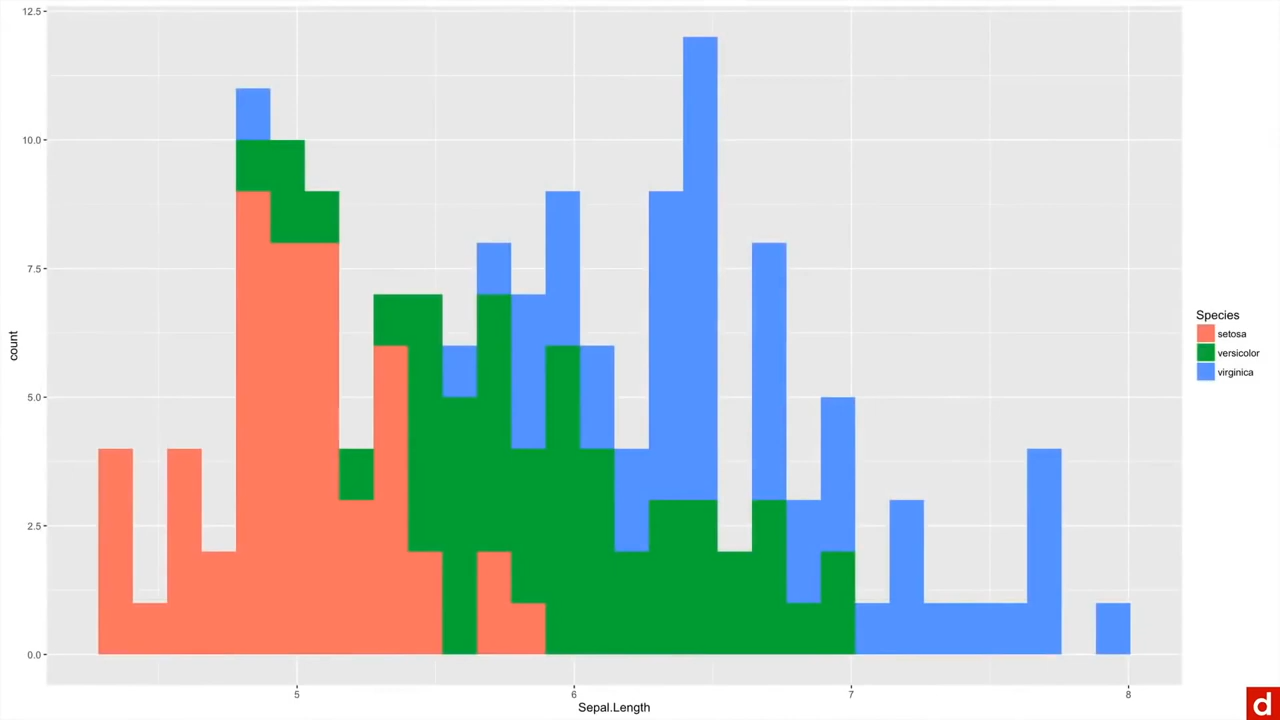 12.5
10.0
7.5
5.0
2.5
0.0
count
5 6 7 8
Sepal.Length
Species
setosa
versicolor
virginica
d